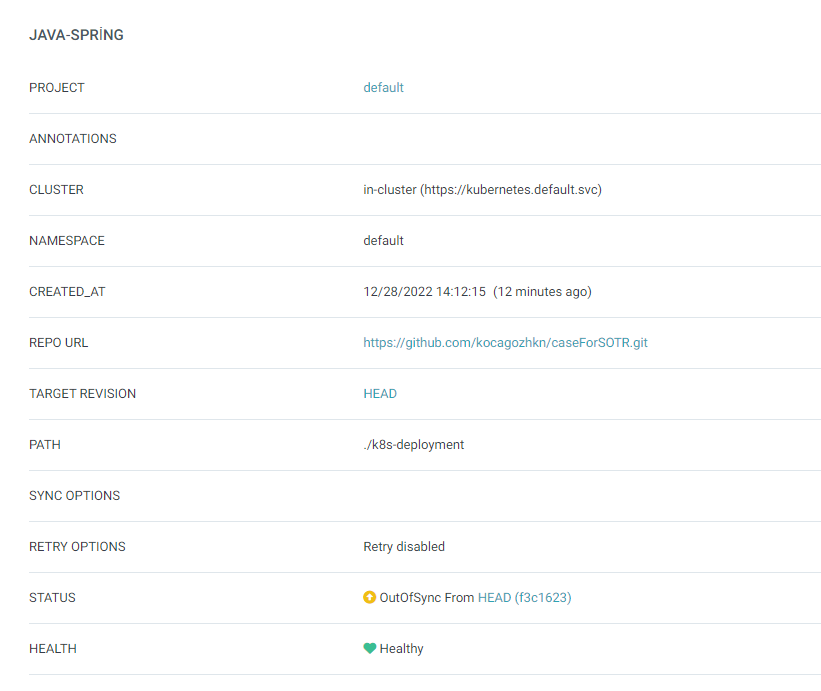 JAVA-SPRİNG
PROJECT default
ANNOTATIONS
CLUSTER in-cluster (https://kubernetes.default.svc)
NAMESPACE default
CREATED_AT 12/28/2022 14:12:15 (12 minutes ago)
REPO URL https://github.com/kocagozhkn/caseForSOTR.git
TARGET REVISION HEAD
PATH ./k8s-deployment
SYNC OPTIONS
RETRY OPTIONS Retry disabled
STATUS OutOfSync From HEAD (f3c1623)
HEALTH Healthy